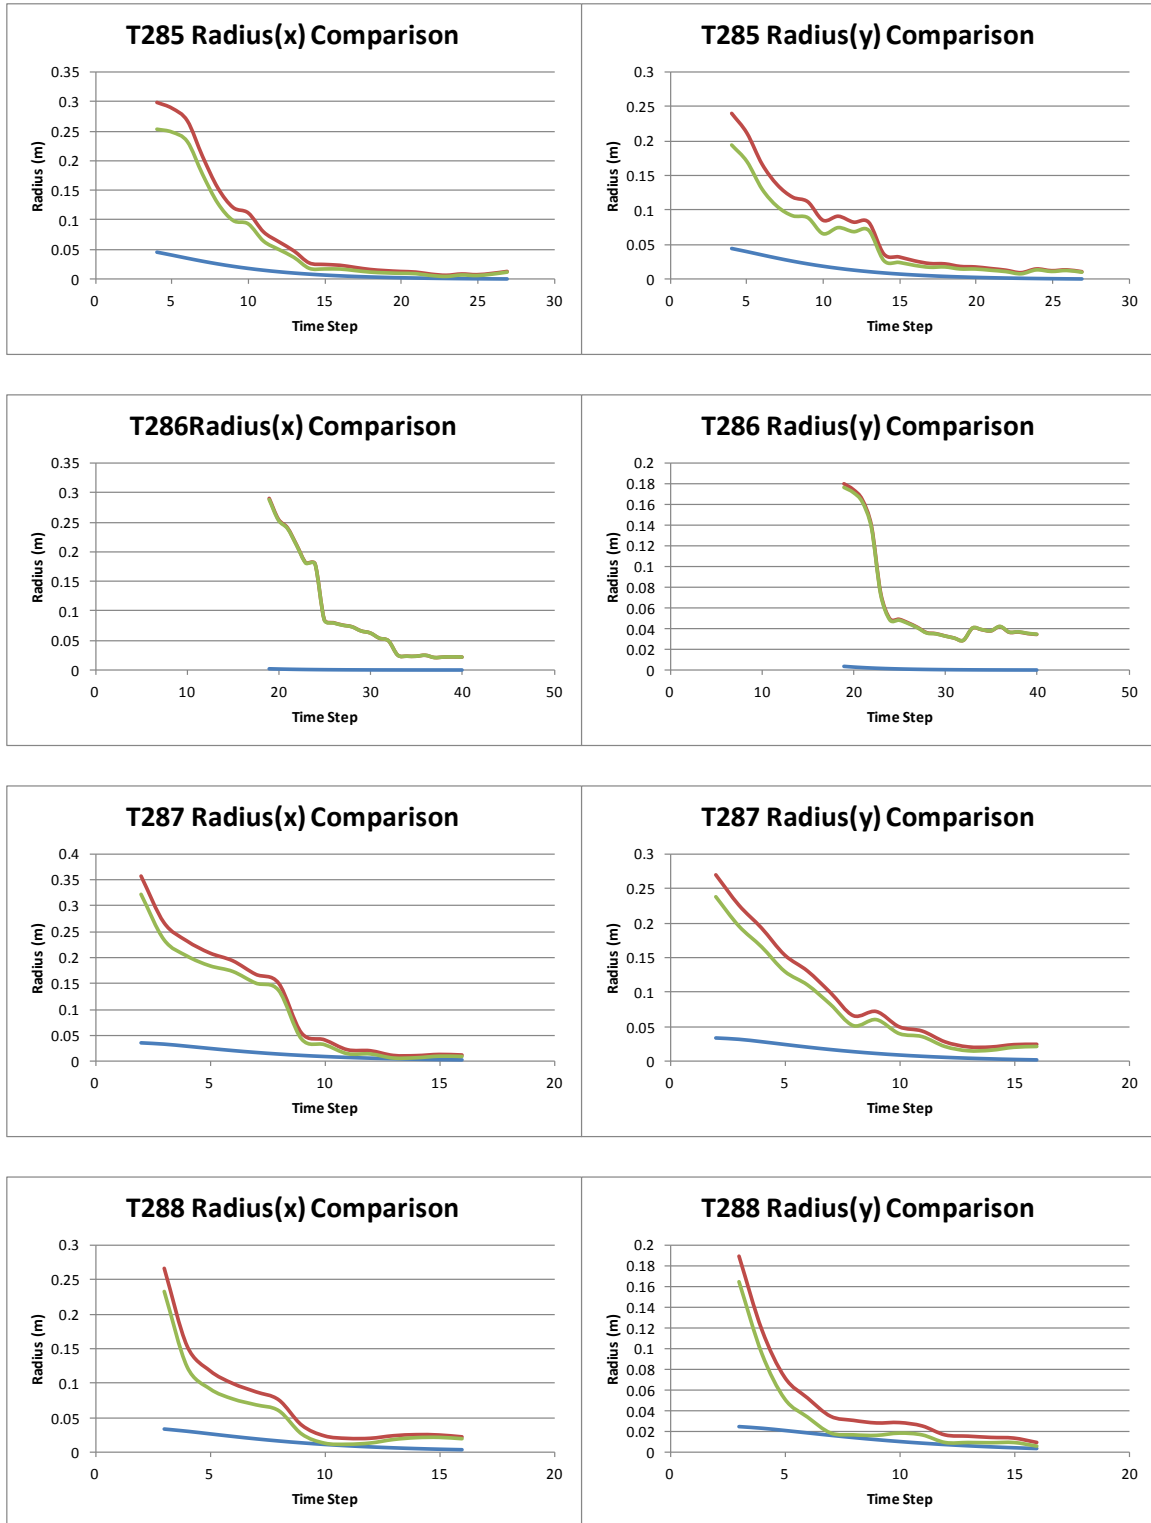 T285 Radius(x) Comparison
0.35
0.3
0.25
0.2
0.15
0.1
0.05
0
Radius (m)
0 5 10 15 20 25 30
Time Step
T285 Radius(y) Comparison
0.3
0.25
0.2
0.15
0.1
0.05
0
Radius (m)
0 5 10 15 20 25 30
Time Step
T286Radius(x) Comparison
0.35
0.3
0.25
0.2
0.15
0.1
0.05
0
Radius (m)
0 10 20 30 40 50
Time Step
T286 Radius(y) Comparison
0.2
0.18
0.16
0.14
0.12
0.1
0.08
0.06
0.04
0.02
0
Radius (m)
0 10 20 30 40 50
Time Step
T287 Radius(x) Comparison
0.4
0.35
0.3
0.25
0.2
0.15
0.1
0.05
0
Radius (m)
0 5 10 15 20
Time Step
T287 Radius(y) Comparison
0.3
0.25
0.2
0.15
0.1
0.05
0
Radius (m)
0 5 10 15 20
Time Step
T288 Radius(x) Comparison
0.3
0.25
0.2
0.15
0.1
0.05
0
Radius (m)
0 5 10 15 20
Time Step
T288 Radius(y) Comparison
0.2
0.18
0.16
0.14
0.12
0.1
0.08
0.06
0.04
0.02
0
Radius (m)
0 5 10 15 20
Time Step